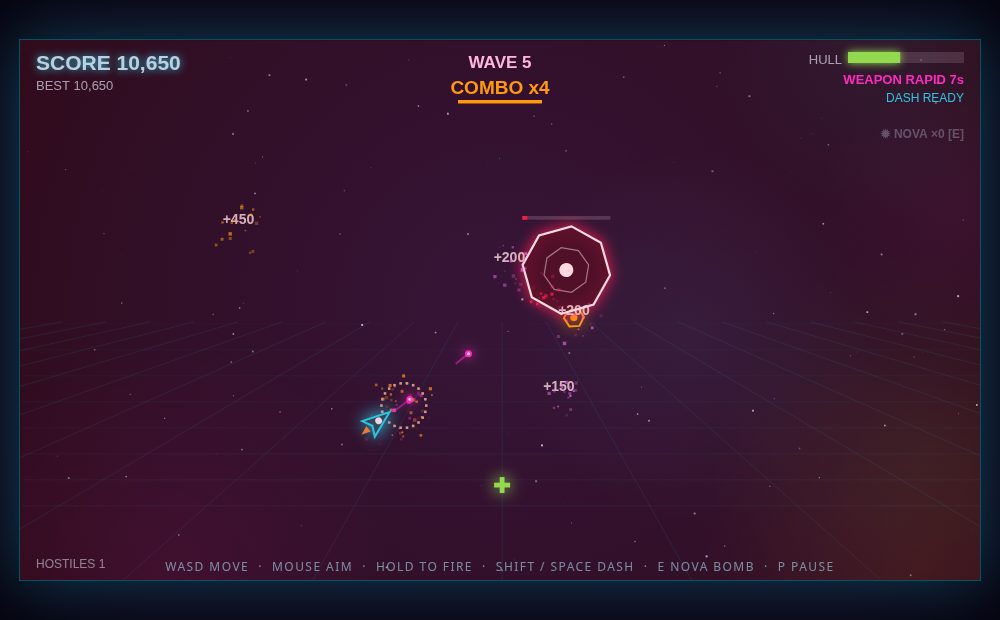 SCORE 10,650
BEST 10,650
WAVE 5
COMBO x4
HULL
WEAPON RAPID 7s
DASH READY
✹ NOVA ×0 [E]
+450
+200
+200
+150
HOSTILES 1
WASD MOVE · MOUSE AIM · HOLD TO FIRE · SHIFT / SPACE DASH · E NOVA BOMB · P PAUSE